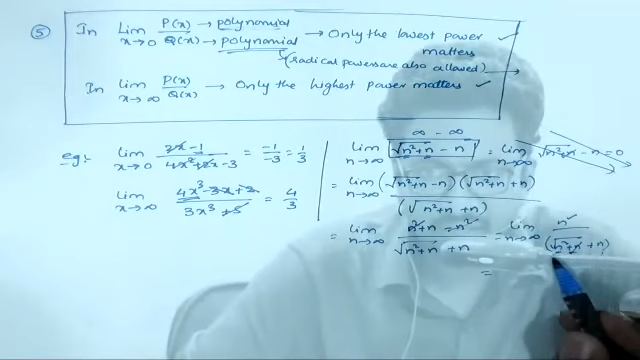 ⑤ In Lim x→0 P(x)/Q(x) → polynomial → polynomial → Only the lowest power matters ✓
(radical powers are also allowed)
In Lim x→∞ P(x)/Q(x) → Only the highest power matters ✓
eg:- lim x→0 (2x-1)/(4x²+2x-3) = -1/-3 = 1/3
lim x→∞ (4x³-3x+2)/(3x³+5) = 4/3
∞ - ∞
lim n→∞ √n²+n - n = lim n→∞ √n²+n - n = 0
= lim n→∞ (√n²+n - n)(√n²+n + n)/(√n²+n + n)
= lim n→∞ (n²+n - n²)/(√n²+n + n) = lim n→∞ n/(√n²+n + n)
=